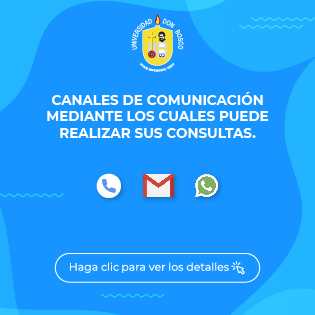 UNIVERSIDAD DON BOSCO
CANALES DE COMUNICACIÓN
MEDIANTE LOS CUALES PUEDE
REALIZAR SUS CONSULTAS.
Haga clic para ver los detalles